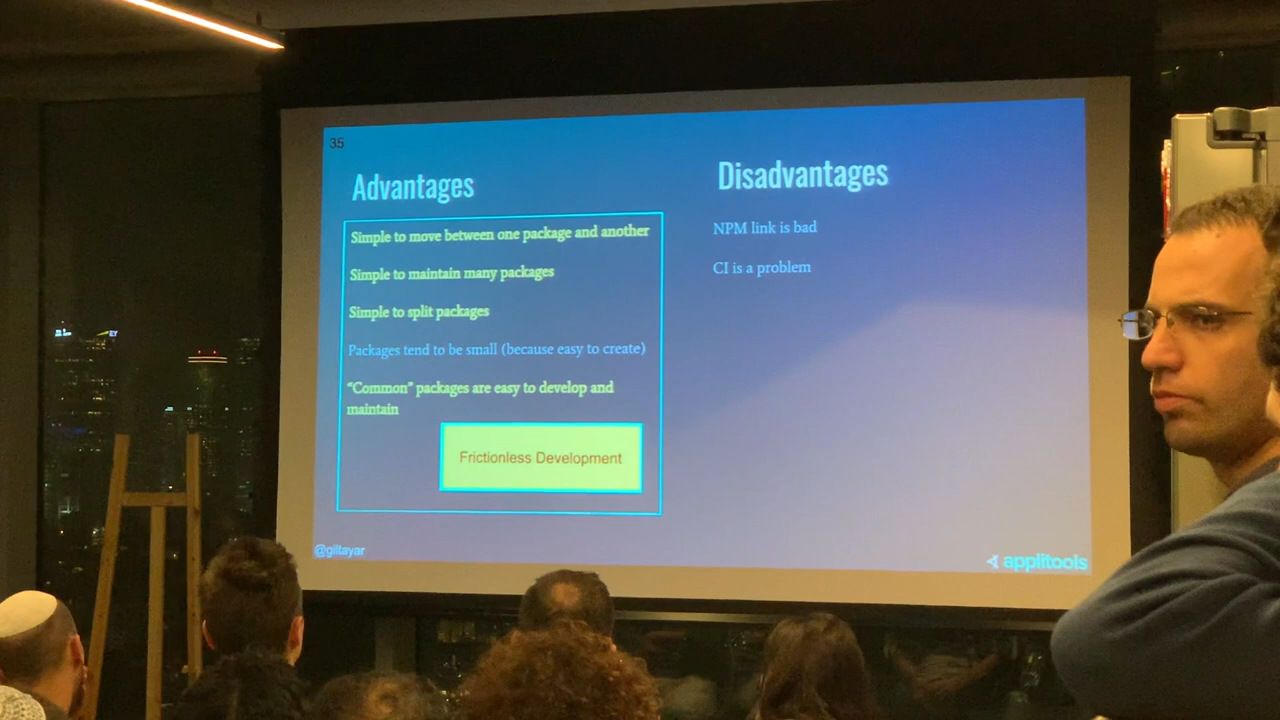 35
Advantages
Simple to move between one package and another
Simple to maintain many packages
Simple to split packages
Packages tend to be small (because easy to create)
“Common” packages are easy to develop and
maintain
Frictionless Development
Disadvantages
NPM link is bad
CI is a problem
@giltayar
applitools
EY